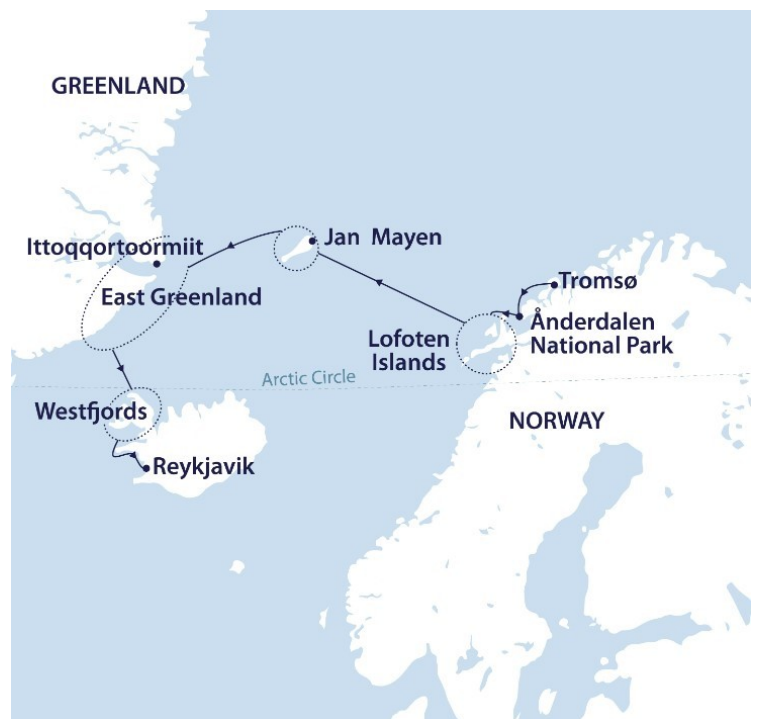 GREENLAND
Ittoqqortoormiit
Jan Mayen
East Greenland
Tromsø
Ånderdalen
National Park
Lofoten
Islands
Arctic Circle
Westfjords
NORWAY
Reykjavik